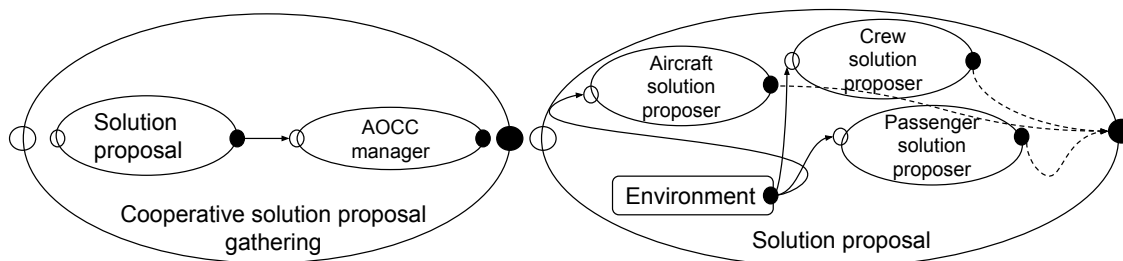 Solution
proposal
AOCC
manager
Cooperative solution proposal
gathering
Aircraft
solution
proposer
Crew
solution
proposer
Passenger
solution
proposer
Environment
Solution proposal